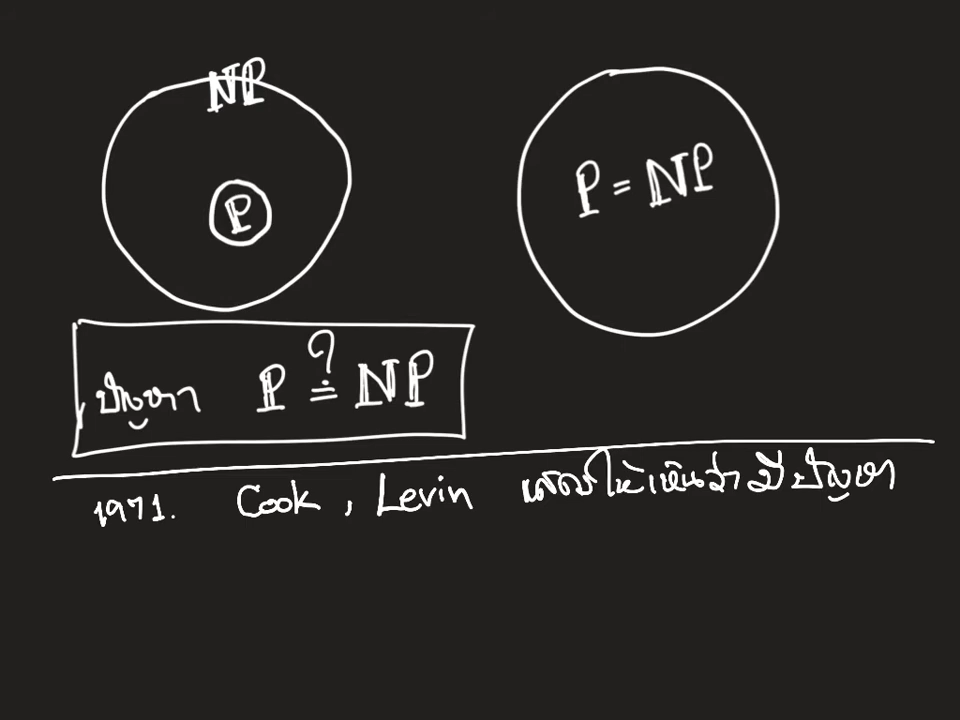 NP
P
P = NP
ปัญหา P ≟ NP
1971. Cook, Levin แสดงให้เห็นว่า มี ปัญหา